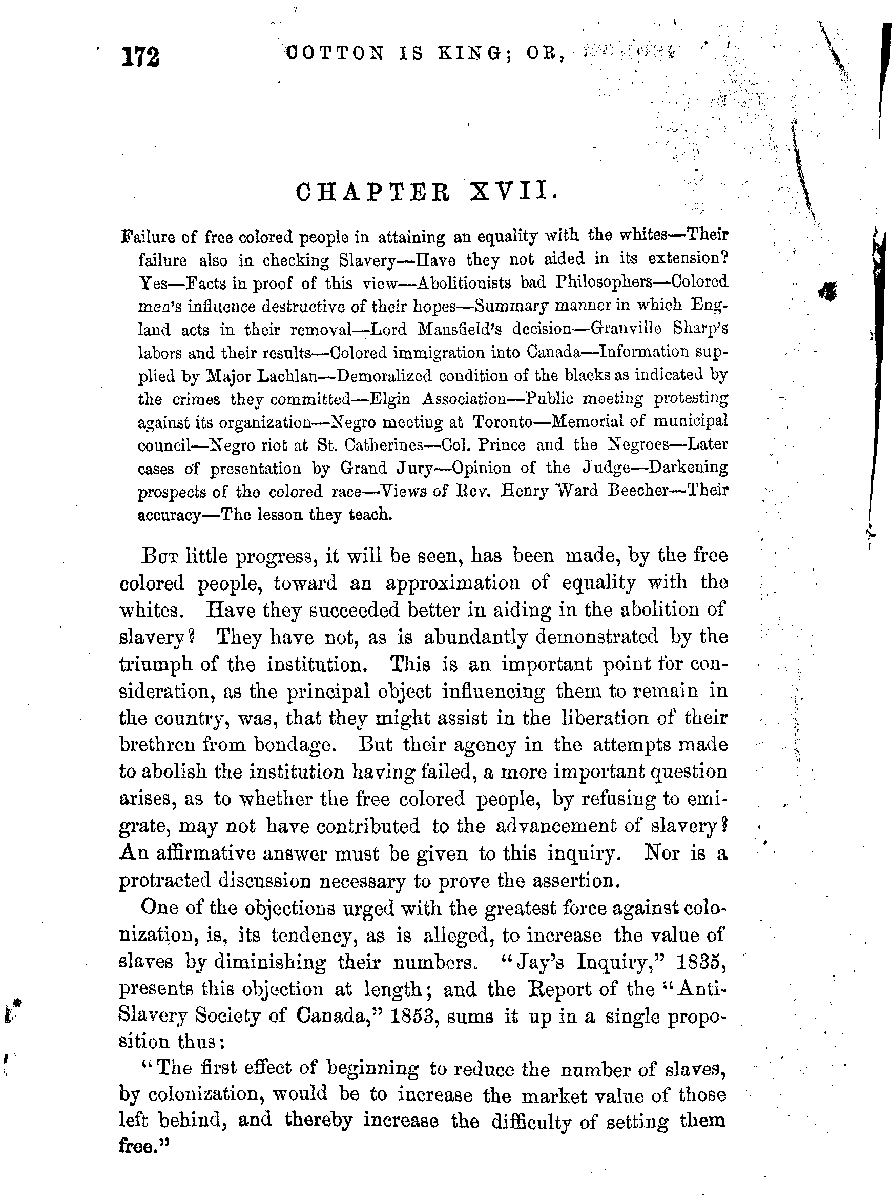 172 COTTON IS KING; OR,
CHAPTER XVII.
Failure of free colored people in attaining an equality with the whites—Their
failure also in checking Slavery—Have they not aided in its extension?
Yes—Facts in proof of this view—Abolitionists bad Philosophers—Colored
men's influence destructive of their hopes—Summary manner in which Eng-
land acts in their removal—Lord Mansfield's decision—Granville Sharp's
labors and their results—Colored immigration into Canada—Information sup-
plied by Major Lachlan—Demoralized condition of the blacks as indicated by
the crimes they committed—Elgin Association—Public meeting protesting
against its organization—Negro meeting at Toronto—Memorial of municipal
council—Negro riot at St. Catherines—Col. Prince and the Negroes—Later
cases of presentation by Grand Jury—Opinion of the Judge—Darkening
prospects of the colored race—Views of Rev. Henry Ward Beecher—Their
accuracy—The lesson they teach.
BUT little progress, it will be seen, has been made, by the free
colored people, toward an approximation of equality with the
whites. Have they succeeded better in aiding in the abolition of
slavery? They have not, as is abundantly demonstrated by the
triumph of the institution. This is an important point for con-
sideration, as the principal object influencing them to remain in
the country, was, that they might assist in the liberation of their
brethren from bondage. But their agency in the attempts made
to abolish the institution having failed, a more important question
arises, as to whether the free colored people, by refusing to emi-
grate, may not have contributed to the advancement of slavery?
An affirmative answer must be given to this inquiry. Nor is a
protracted discussion necessary to prove the assertion.
One of the objections urged with the greatest force against colo-
nization, is, its tendency, as is alleged, to increase the value of
slaves by diminishing their numbers. "Jay's Inquiry," 1835,
presents this objection at length; and the Report of the "Anti-
Slavery Society of Canada," 1853, sums it up in a single propo-
sition thus:
"The first effect of beginning to reduce the number of slaves,
by colonization, would be to increase the market value of those
left behind, and thereby increase the difficulty of setting them
free."